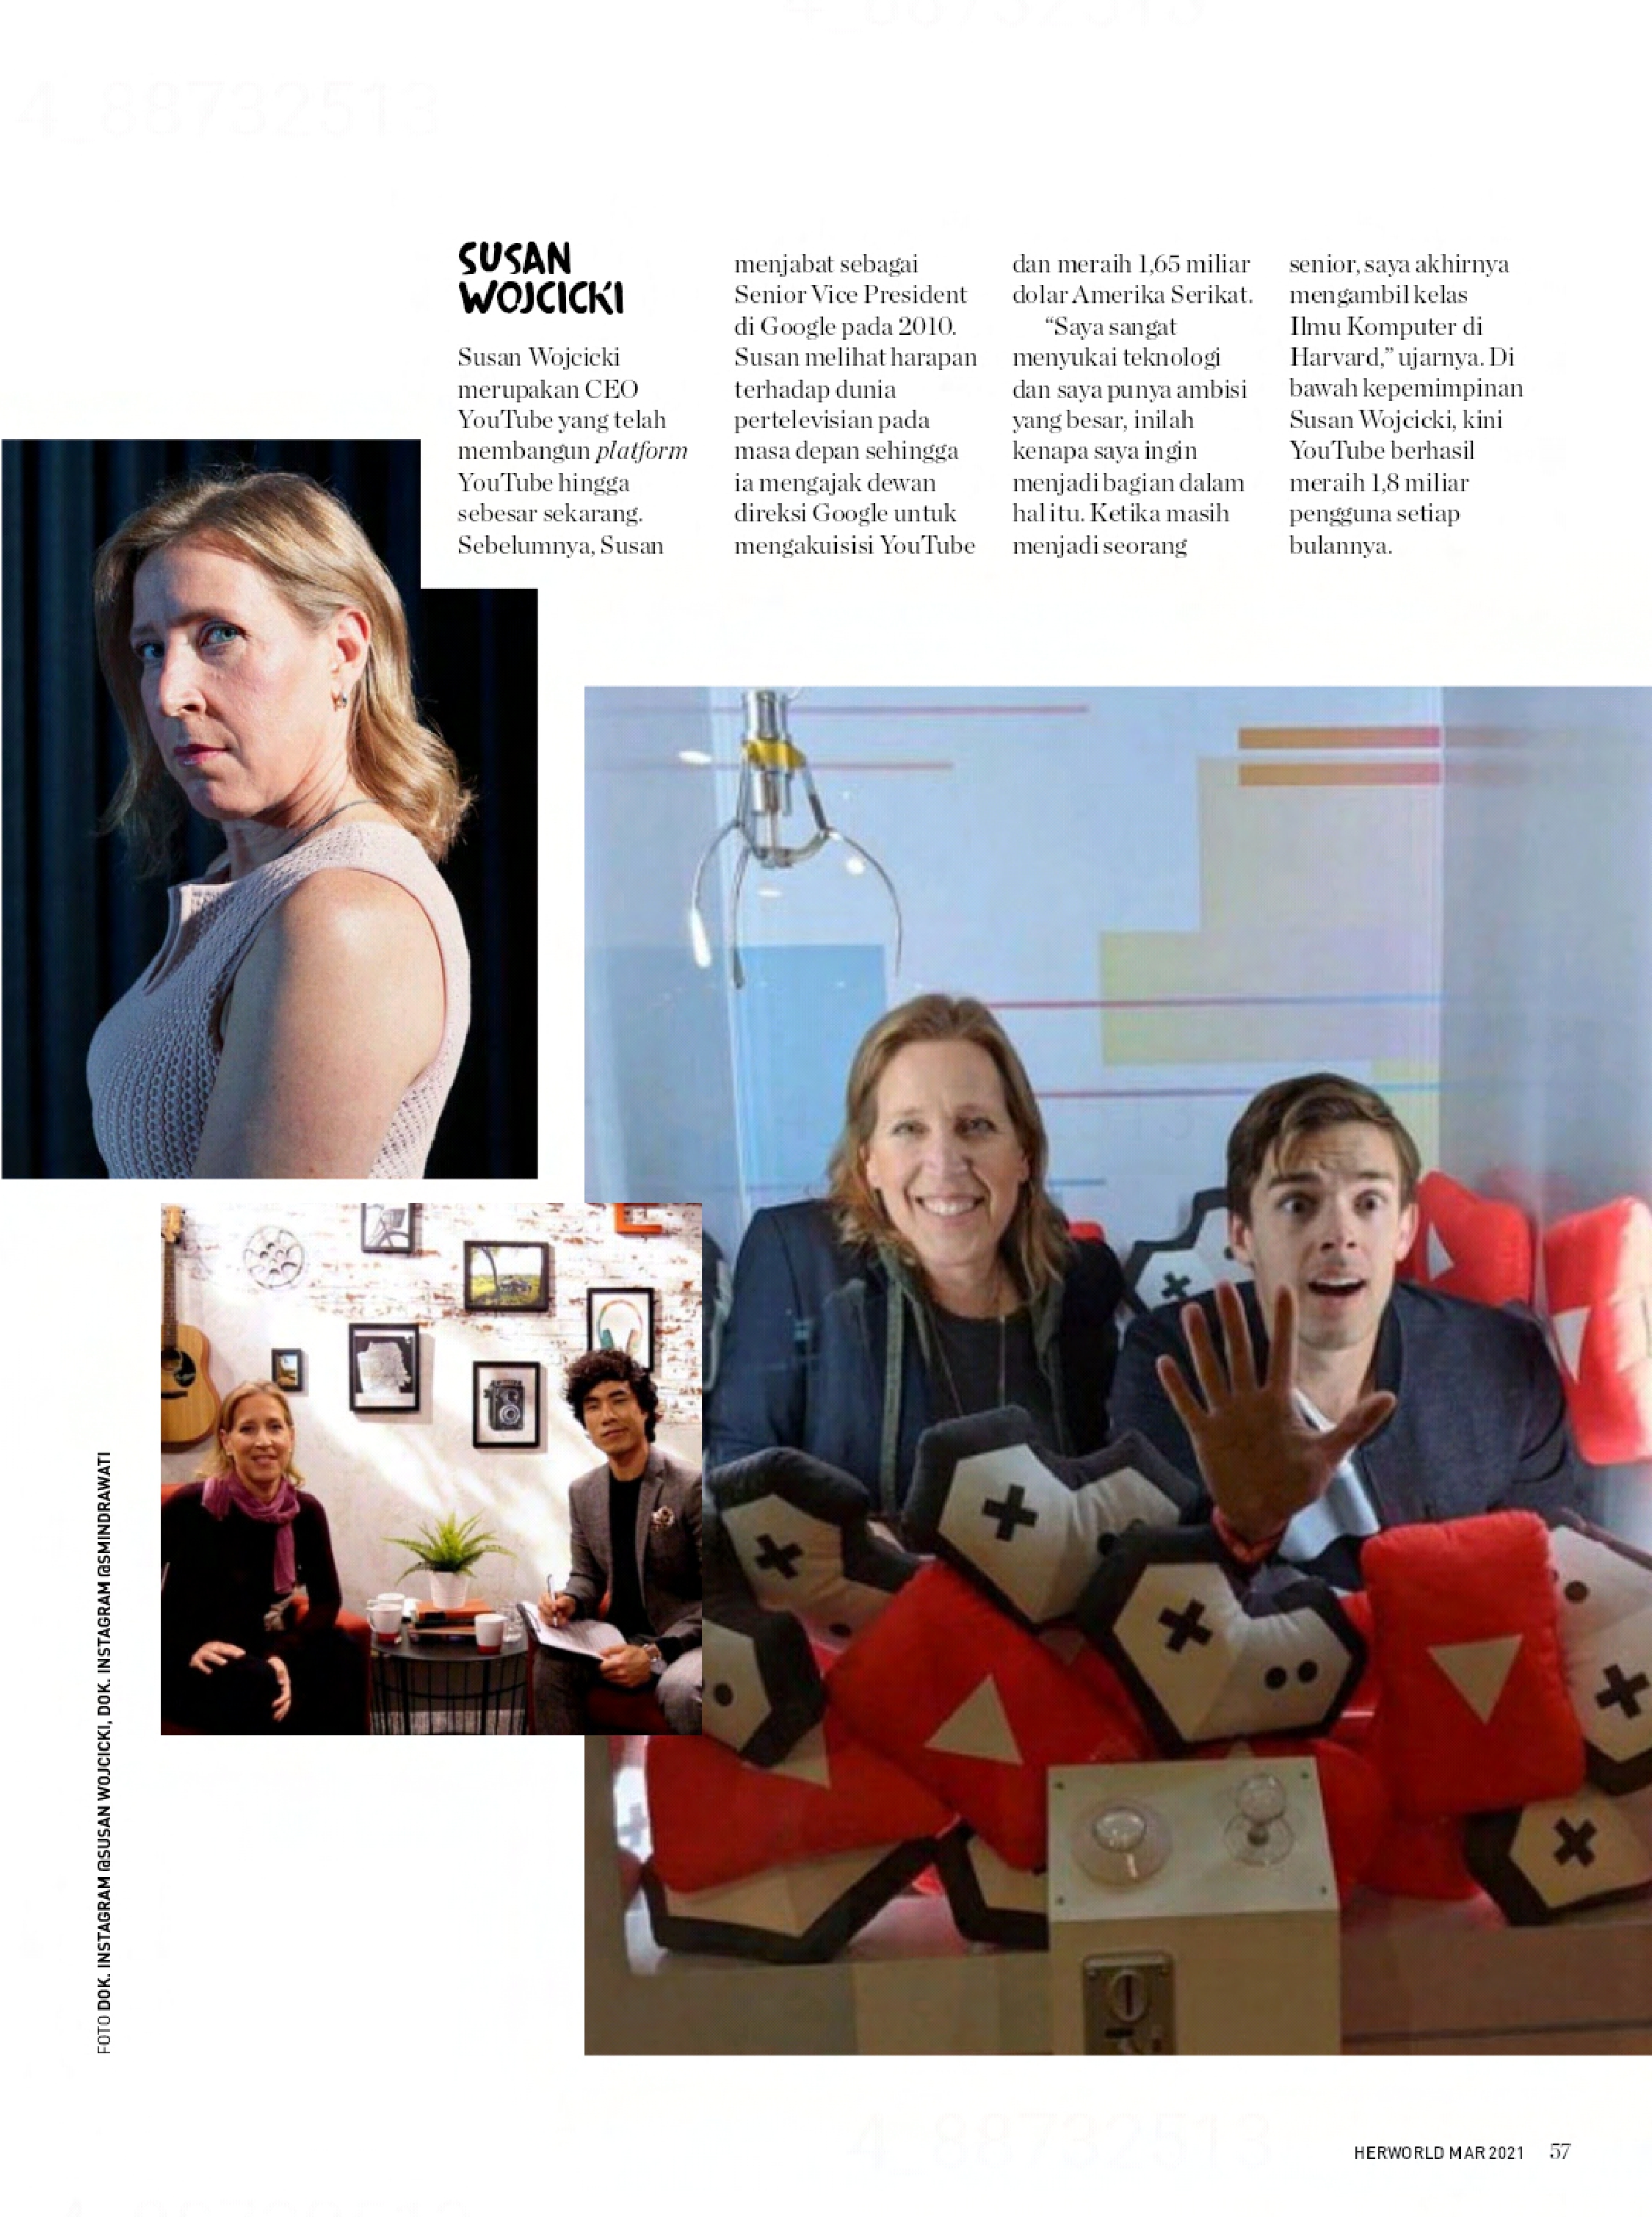 SUSAN
WOJCICKI
Susan Wojcicki
merupakan CEO
YouTube yang telah
membangun platform
YouTube hingga
sebesar sekarang.
Sebelumnya, Susan
menjabat sebagai
Senior Vice President
di Google pada 2010.
Susan melihat harapan
terhadap dunia
pertelevisian pada
masa depan sehingga
ia mengajak dewan
direksi Google untuk
mengakuisisi YouTube
dan meraih 1,65 miliar
dolar Amerika Serikat.
“Saya sangat
menyukai teknologi
dan saya punya ambisi
yang besar, inilah
kenapa saya ingin
menjadi bagian dalam
hal itu. Ketika masih
menjadi seorang
senior, saya akhirnya
mengambil kelas
Ilmu Komputer di
Harvard,” ujarnya. Di
bawah kepemimpinan
Susan Wojcicki, kini
YouTube berhasil
meraih 1,8 miliar
pengguna setiap
bulannya.
FOTO DOK. INSTAGRAM @SUSAN WOJCICKI, DOK. INSTAGRAM @SMINDRAWATI
HERWORLD MAR 2021 57